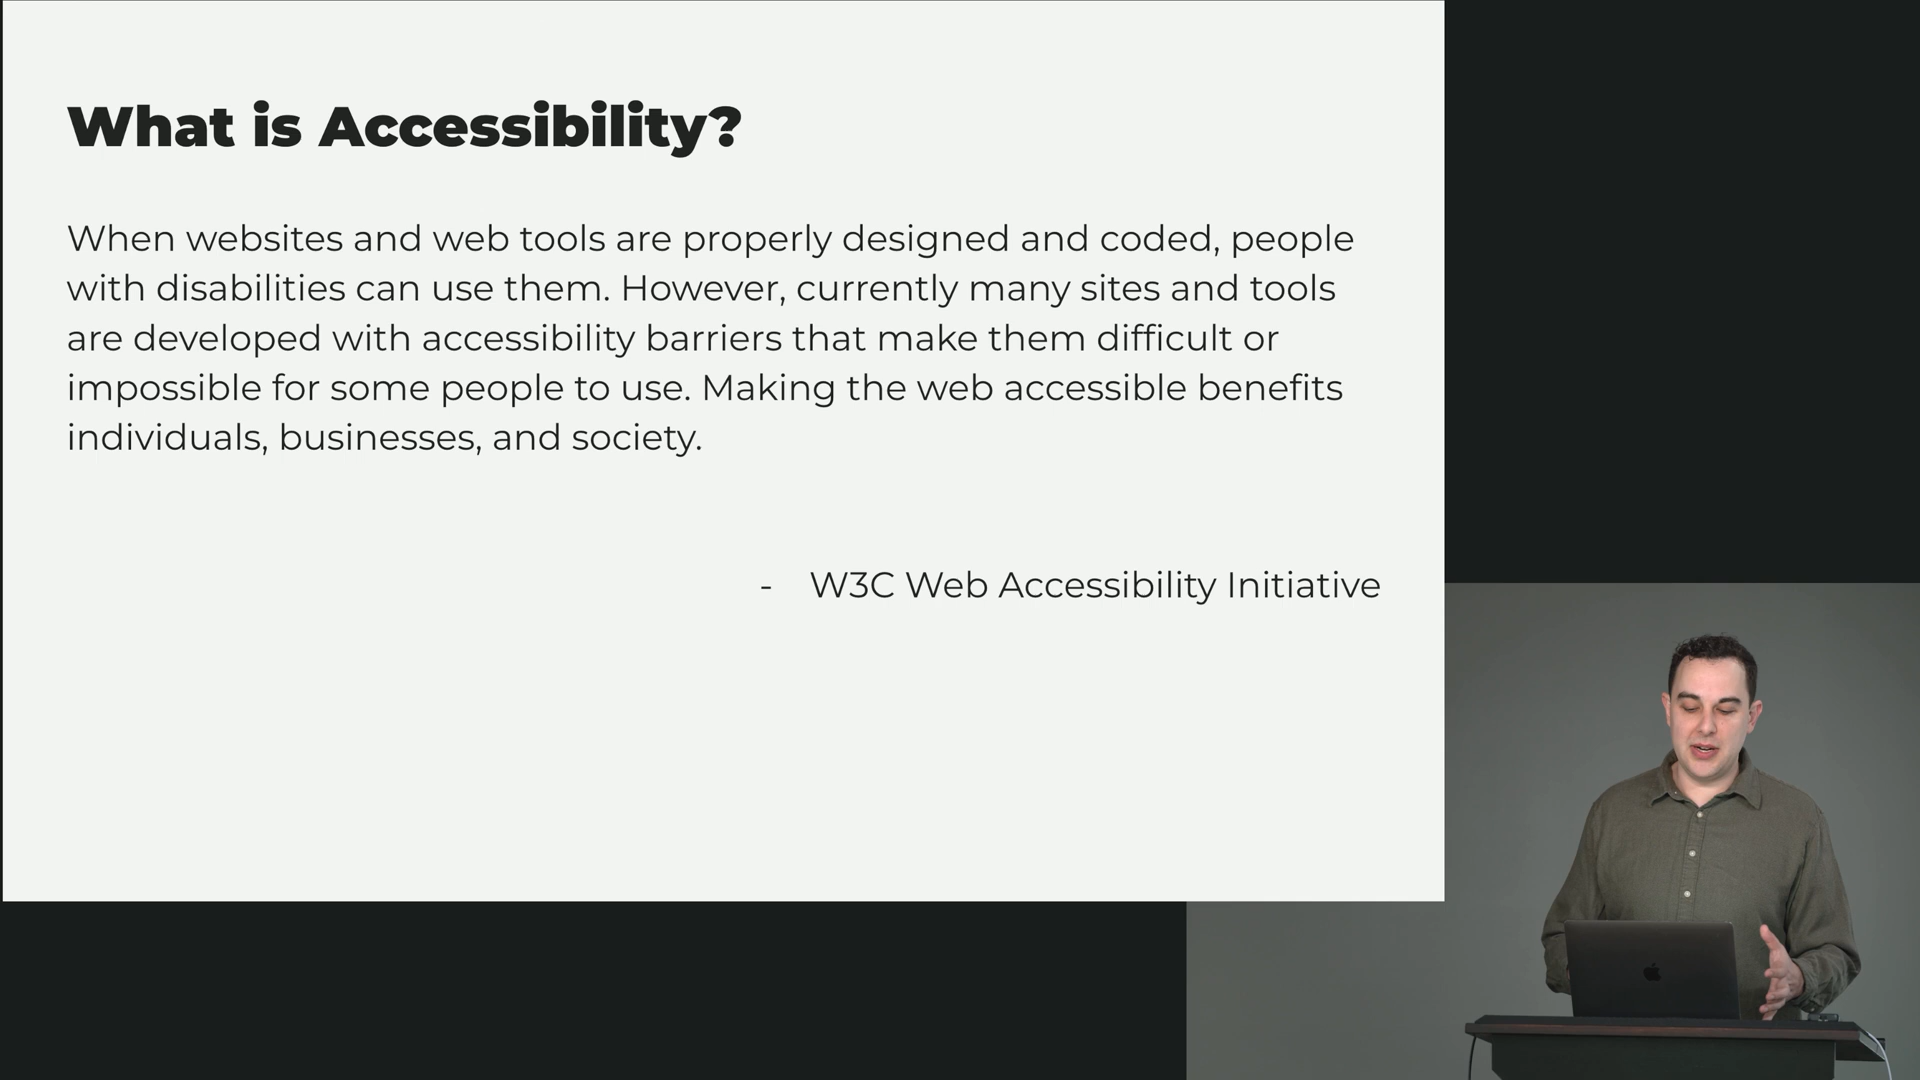 What is Accessibility?
When websites and web tools are properly designed and coded, people
with disabilities can use them. However, currently many sites and tools
are developed with accessibility barriers that make them difficult or
impossible for some people to use. Making the web accessible benefits
individuals, businesses, and society.
- W3C Web Accessibility Initiative